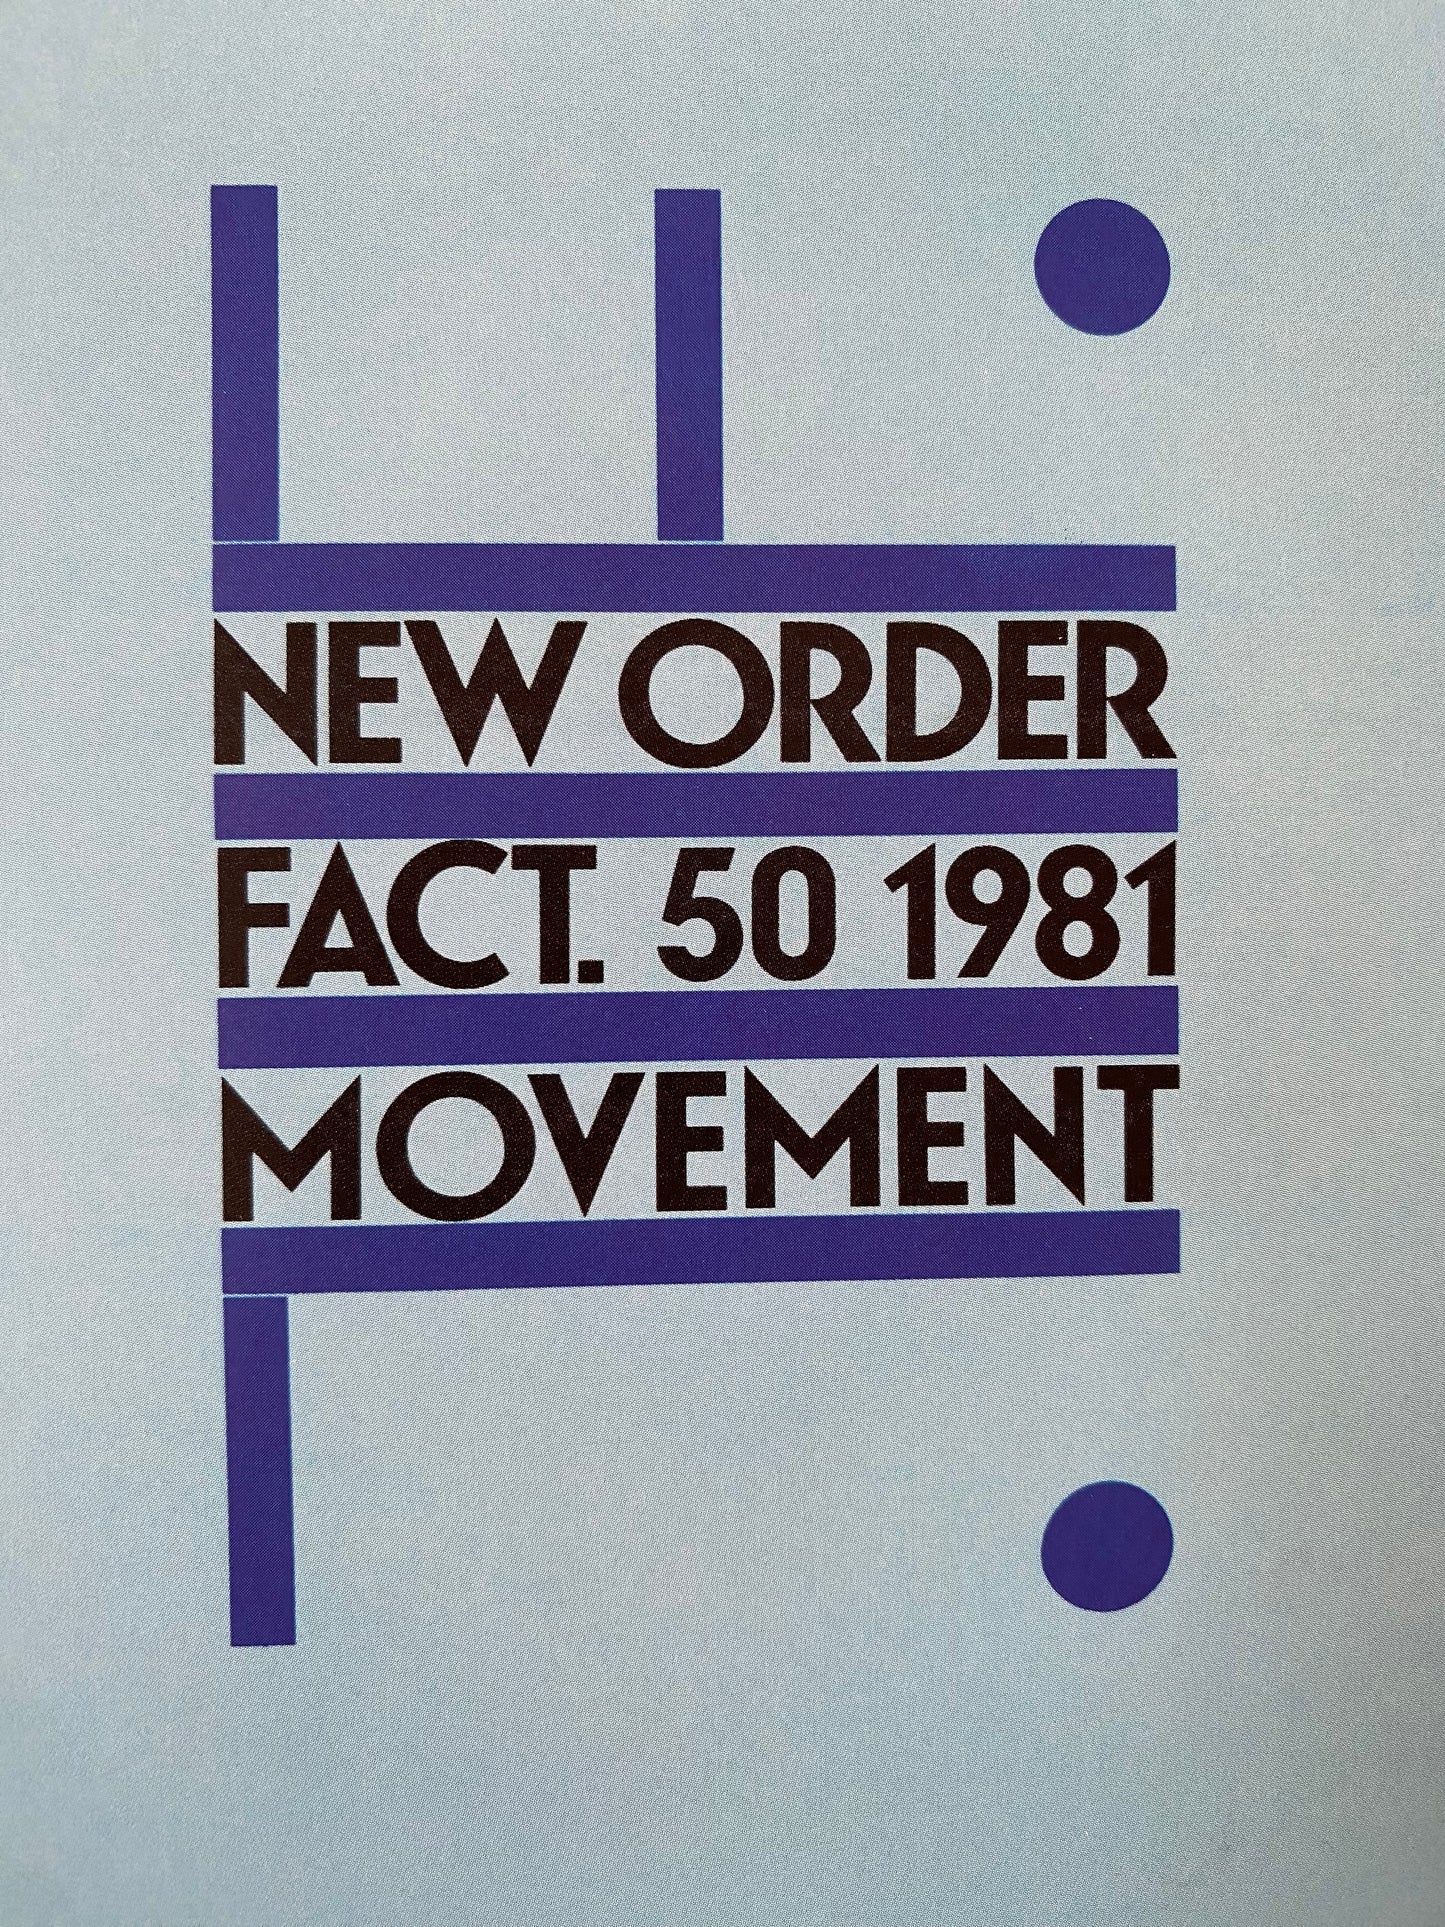 NEW ORDER
FACT. 50 1981
MOVEMENT